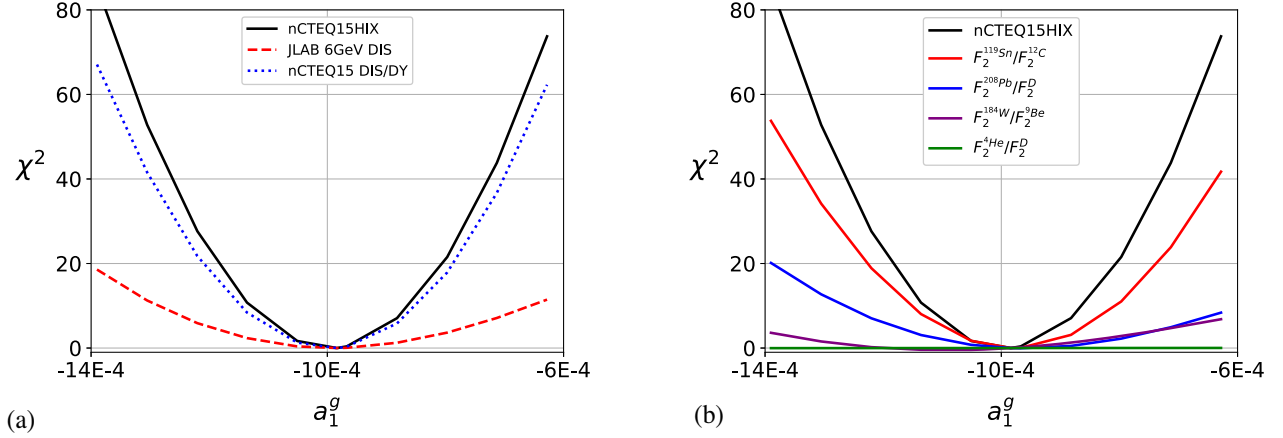 80
60
40
20
0
χ²
nCTEQ15HIX
JLAB 6GeV DIS
nCTEQ15 DIS/DY
-14E-4 -10E-4 -6E-4
a₁ᵍ
(a)
80
60
40
20
0
χ²
nCTEQ15HIX
F₂^{119Sn}/F₂^{12C}
F₂^{208Pb}/F₂^{D}
F₂^{184W}/F₂^{9Be}
F₂^{4He}/F₂^{D}
-14E-4 -10E-4 -6E-4
a₁ᵍ
(b)